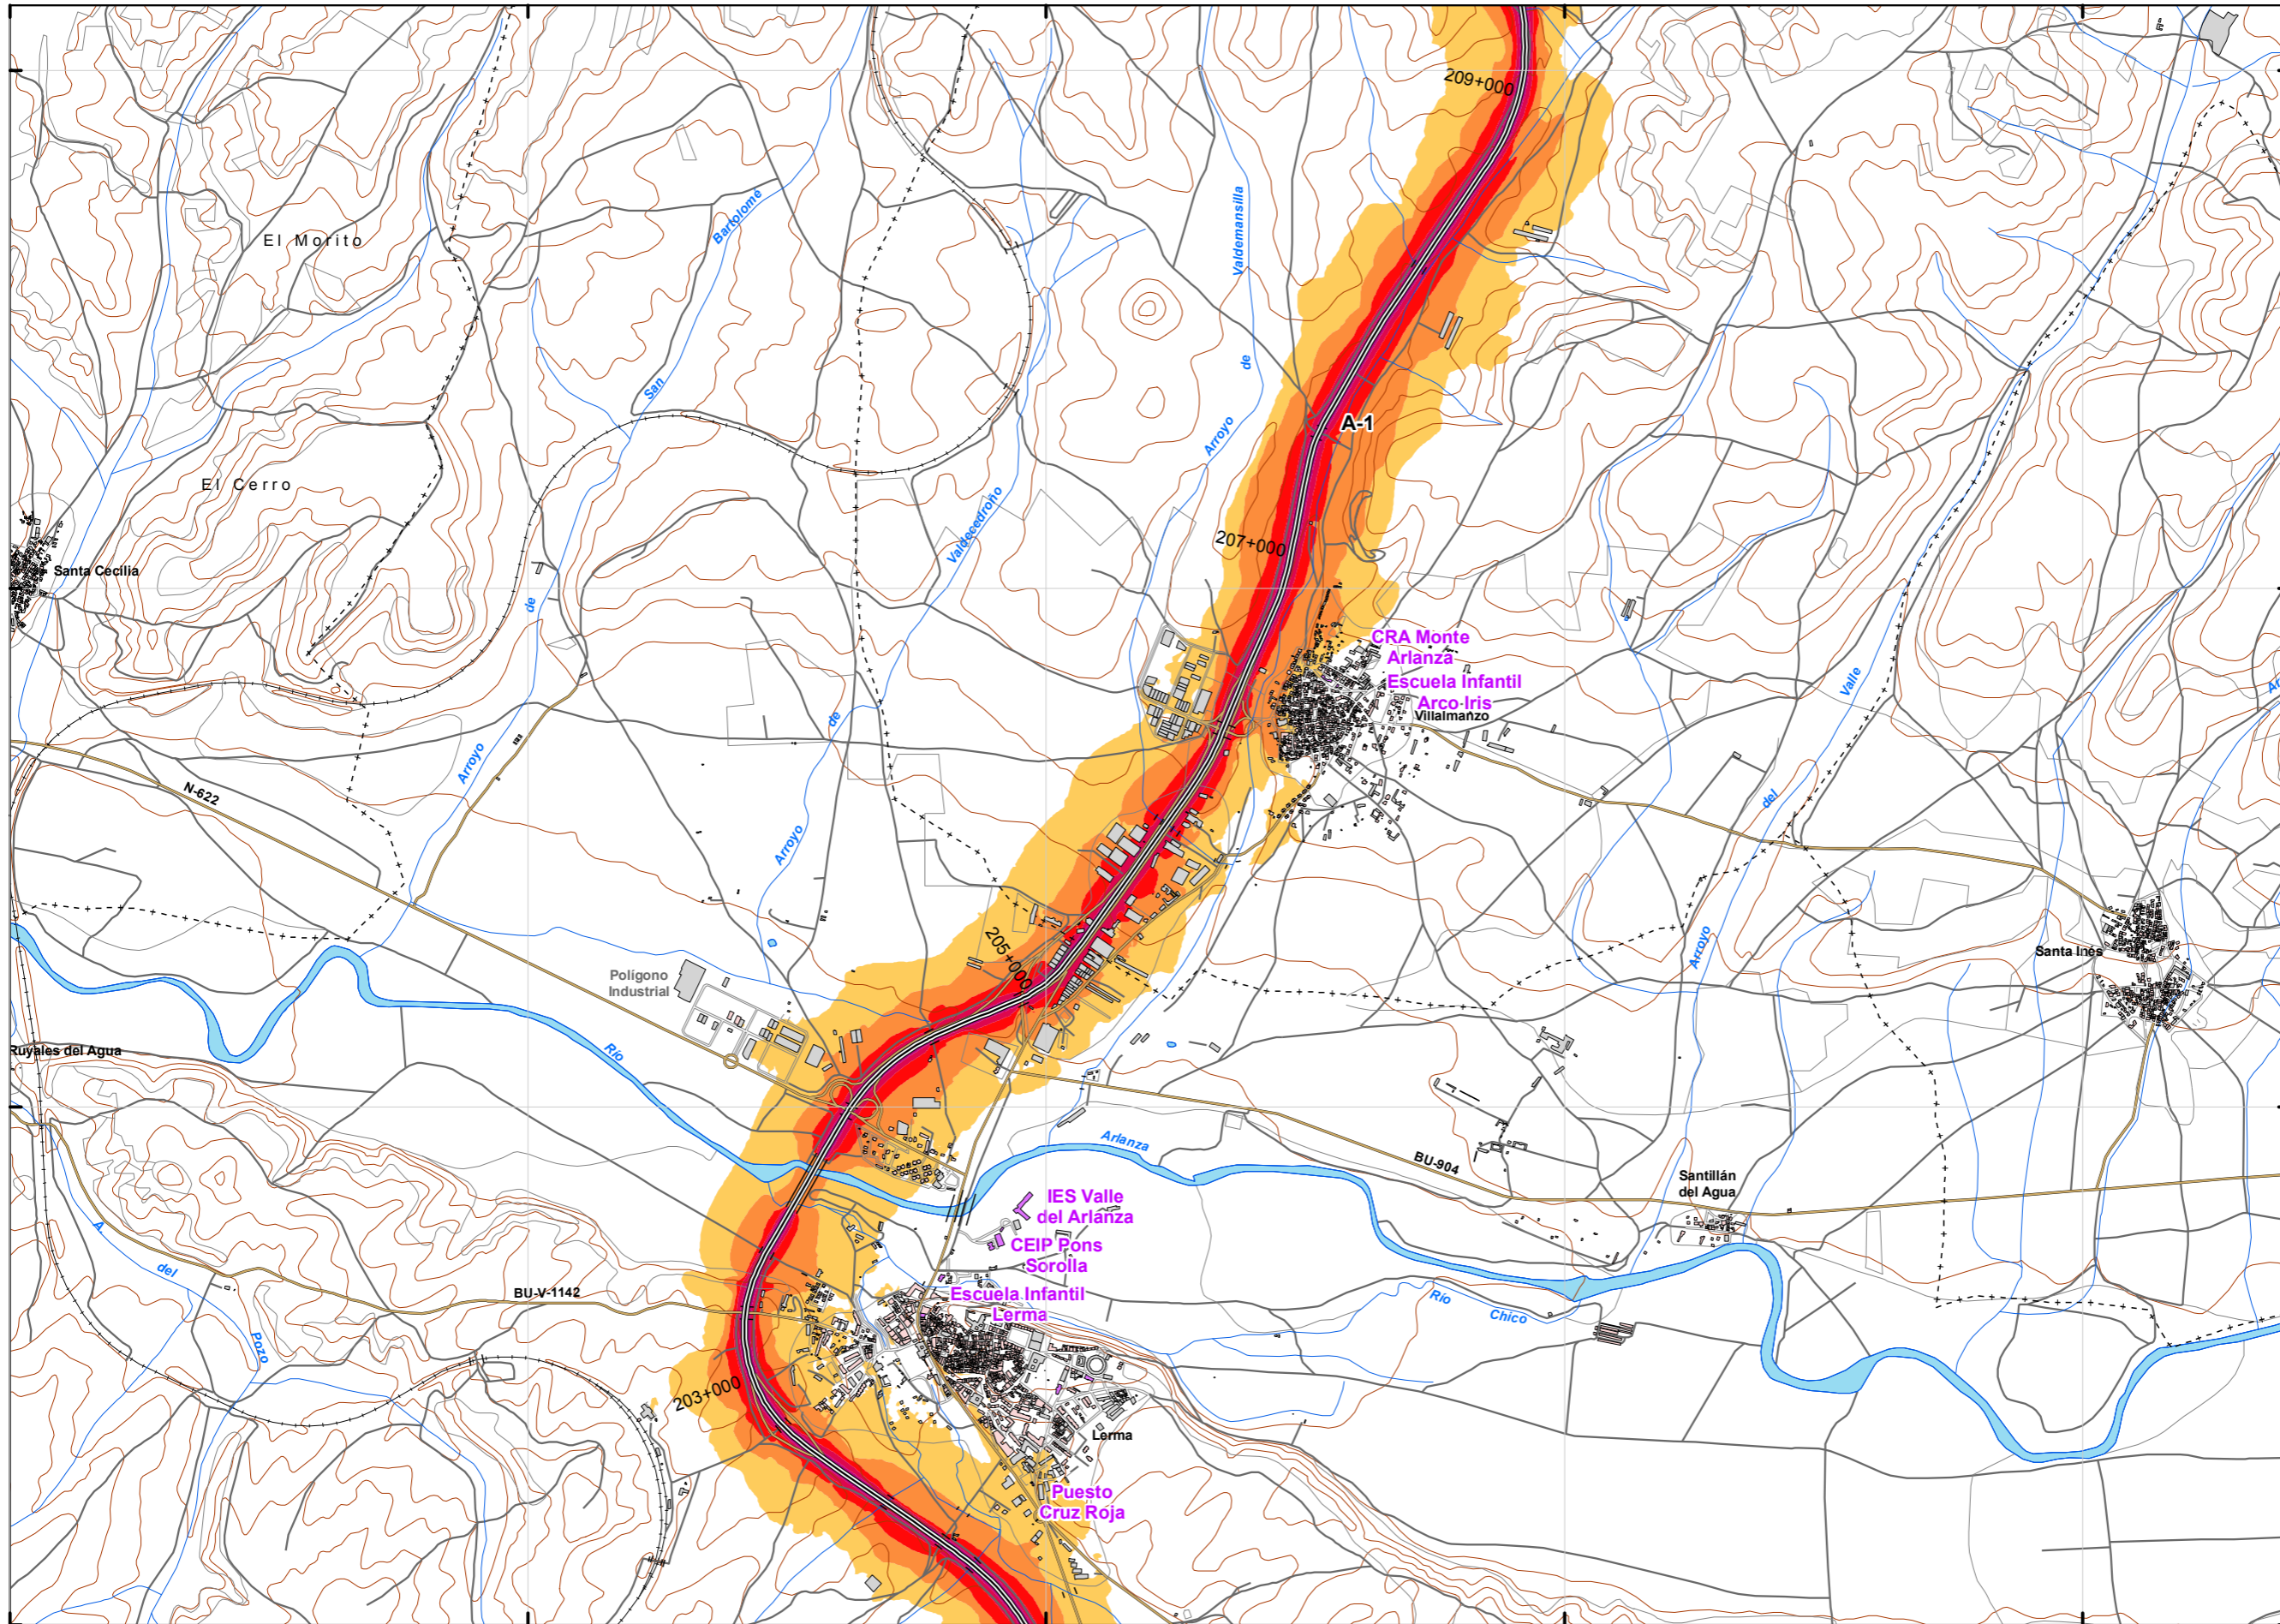 209+000
Bartolome
Valdemansilla
El Morito
de
San
A-1
Arroyo
El Cerro
Valdecedroño
207+000
Santa Cecilia
de
CRA Monte
Arlanza
Escuela Infantil
Arco Iris
Villalmanzo
Valle
de
Arroyo
N-622
del
Arroyo
Arroyo
205+000
Santa Inés
Polígono
Industrial
Río
Ruyales del Agua
Arlanza
BU-904
Santillán
del Agua
IES Valle
del Arlanza
A.
del
CEIP Pons
Sorolla
BU-V-1142
Escuela Infantil
Lerma
Río
Chico
Pozo
203+000
Lerma
Puesto
Cruz Roja